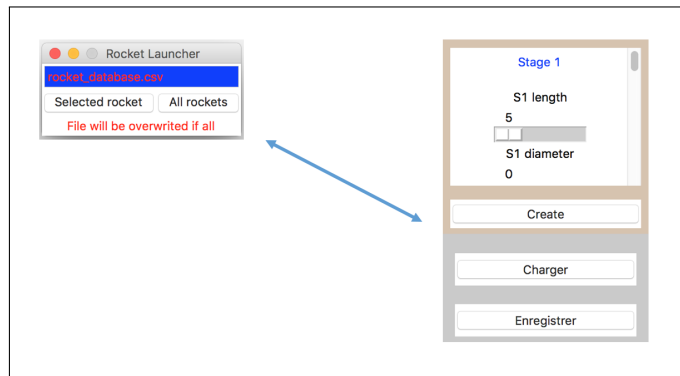 Rocket Launcher
rocket_database.csv
Selected rocket
All rockets
File will be overwrited if all
Stage 1
S1 length
5
S1 diameter
0
Create
Charger
Enregistrer